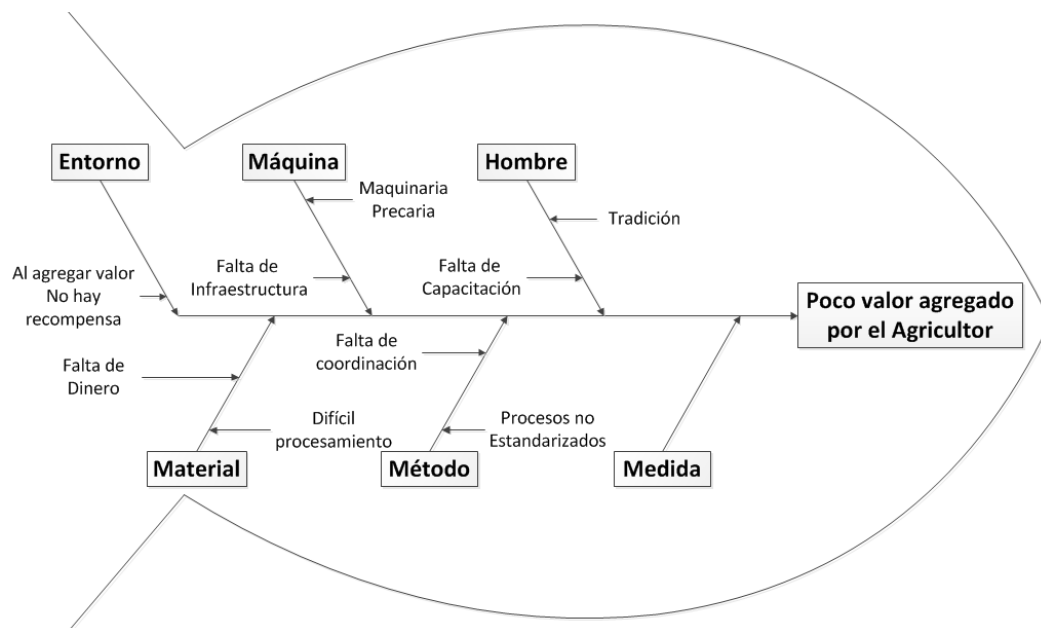 Entorno
Máquina
Hombre
Maquinaria
Precaria
Tradición
Al agregar valor
No hay
recompensa
Falta de
Infraestructura
Falta de
Capacitación
Poco valor agregado
por el Agricultor
Falta de
Dinero
Falta de
coordinación
Difícil
procesamiento
Procesos no
Estandarizados
Material
Método
Medida